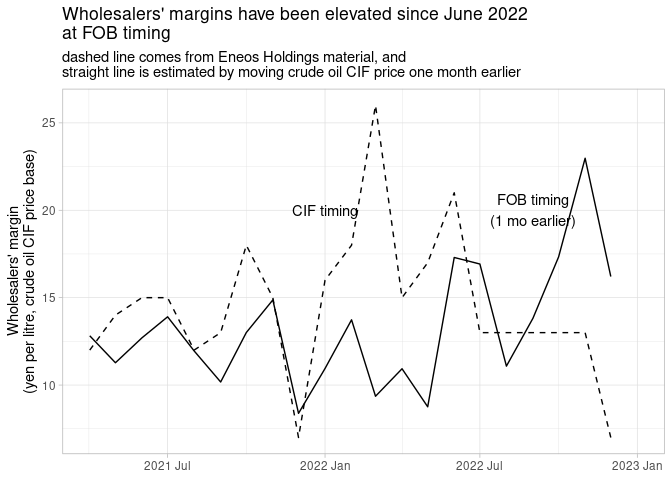 Wholesalers' margins have been elevated since June 2022
at FOB timing
dashed line comes from Eneos Holdings material, and
straight line is estimated by moving crude oil CIF price one month earlier
Wholesalers' margin
(yen per litre, crude oil CIF price base)
25
20
15
10
CIF timing
FOB timing
(1 mo earlier)
2021 Jul
2022 Jan
2022 Jul
2023 Jan